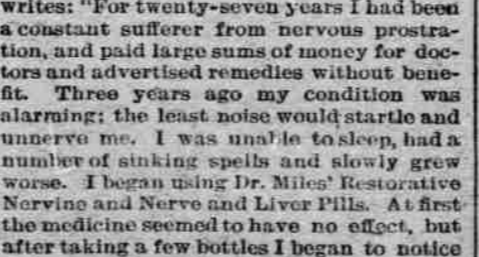 writes: "For twenty-seven years I had been
a constant sufferer from nervous prostra-
tion, and paid large sums of money for doc-
tors and advertised remedies without bene-
fit. Three years ago my condition was
alarming; the least noise would startle and
unnerve me. I was unable to sleep, had a
number of sinking spells and slowly grew
worse. I began using Dr. Miles' Restorative
Nervine and Nerve and Liver Pills. At first
the medicine seemed to have no effect, but
after taking a few bottles I began to notice